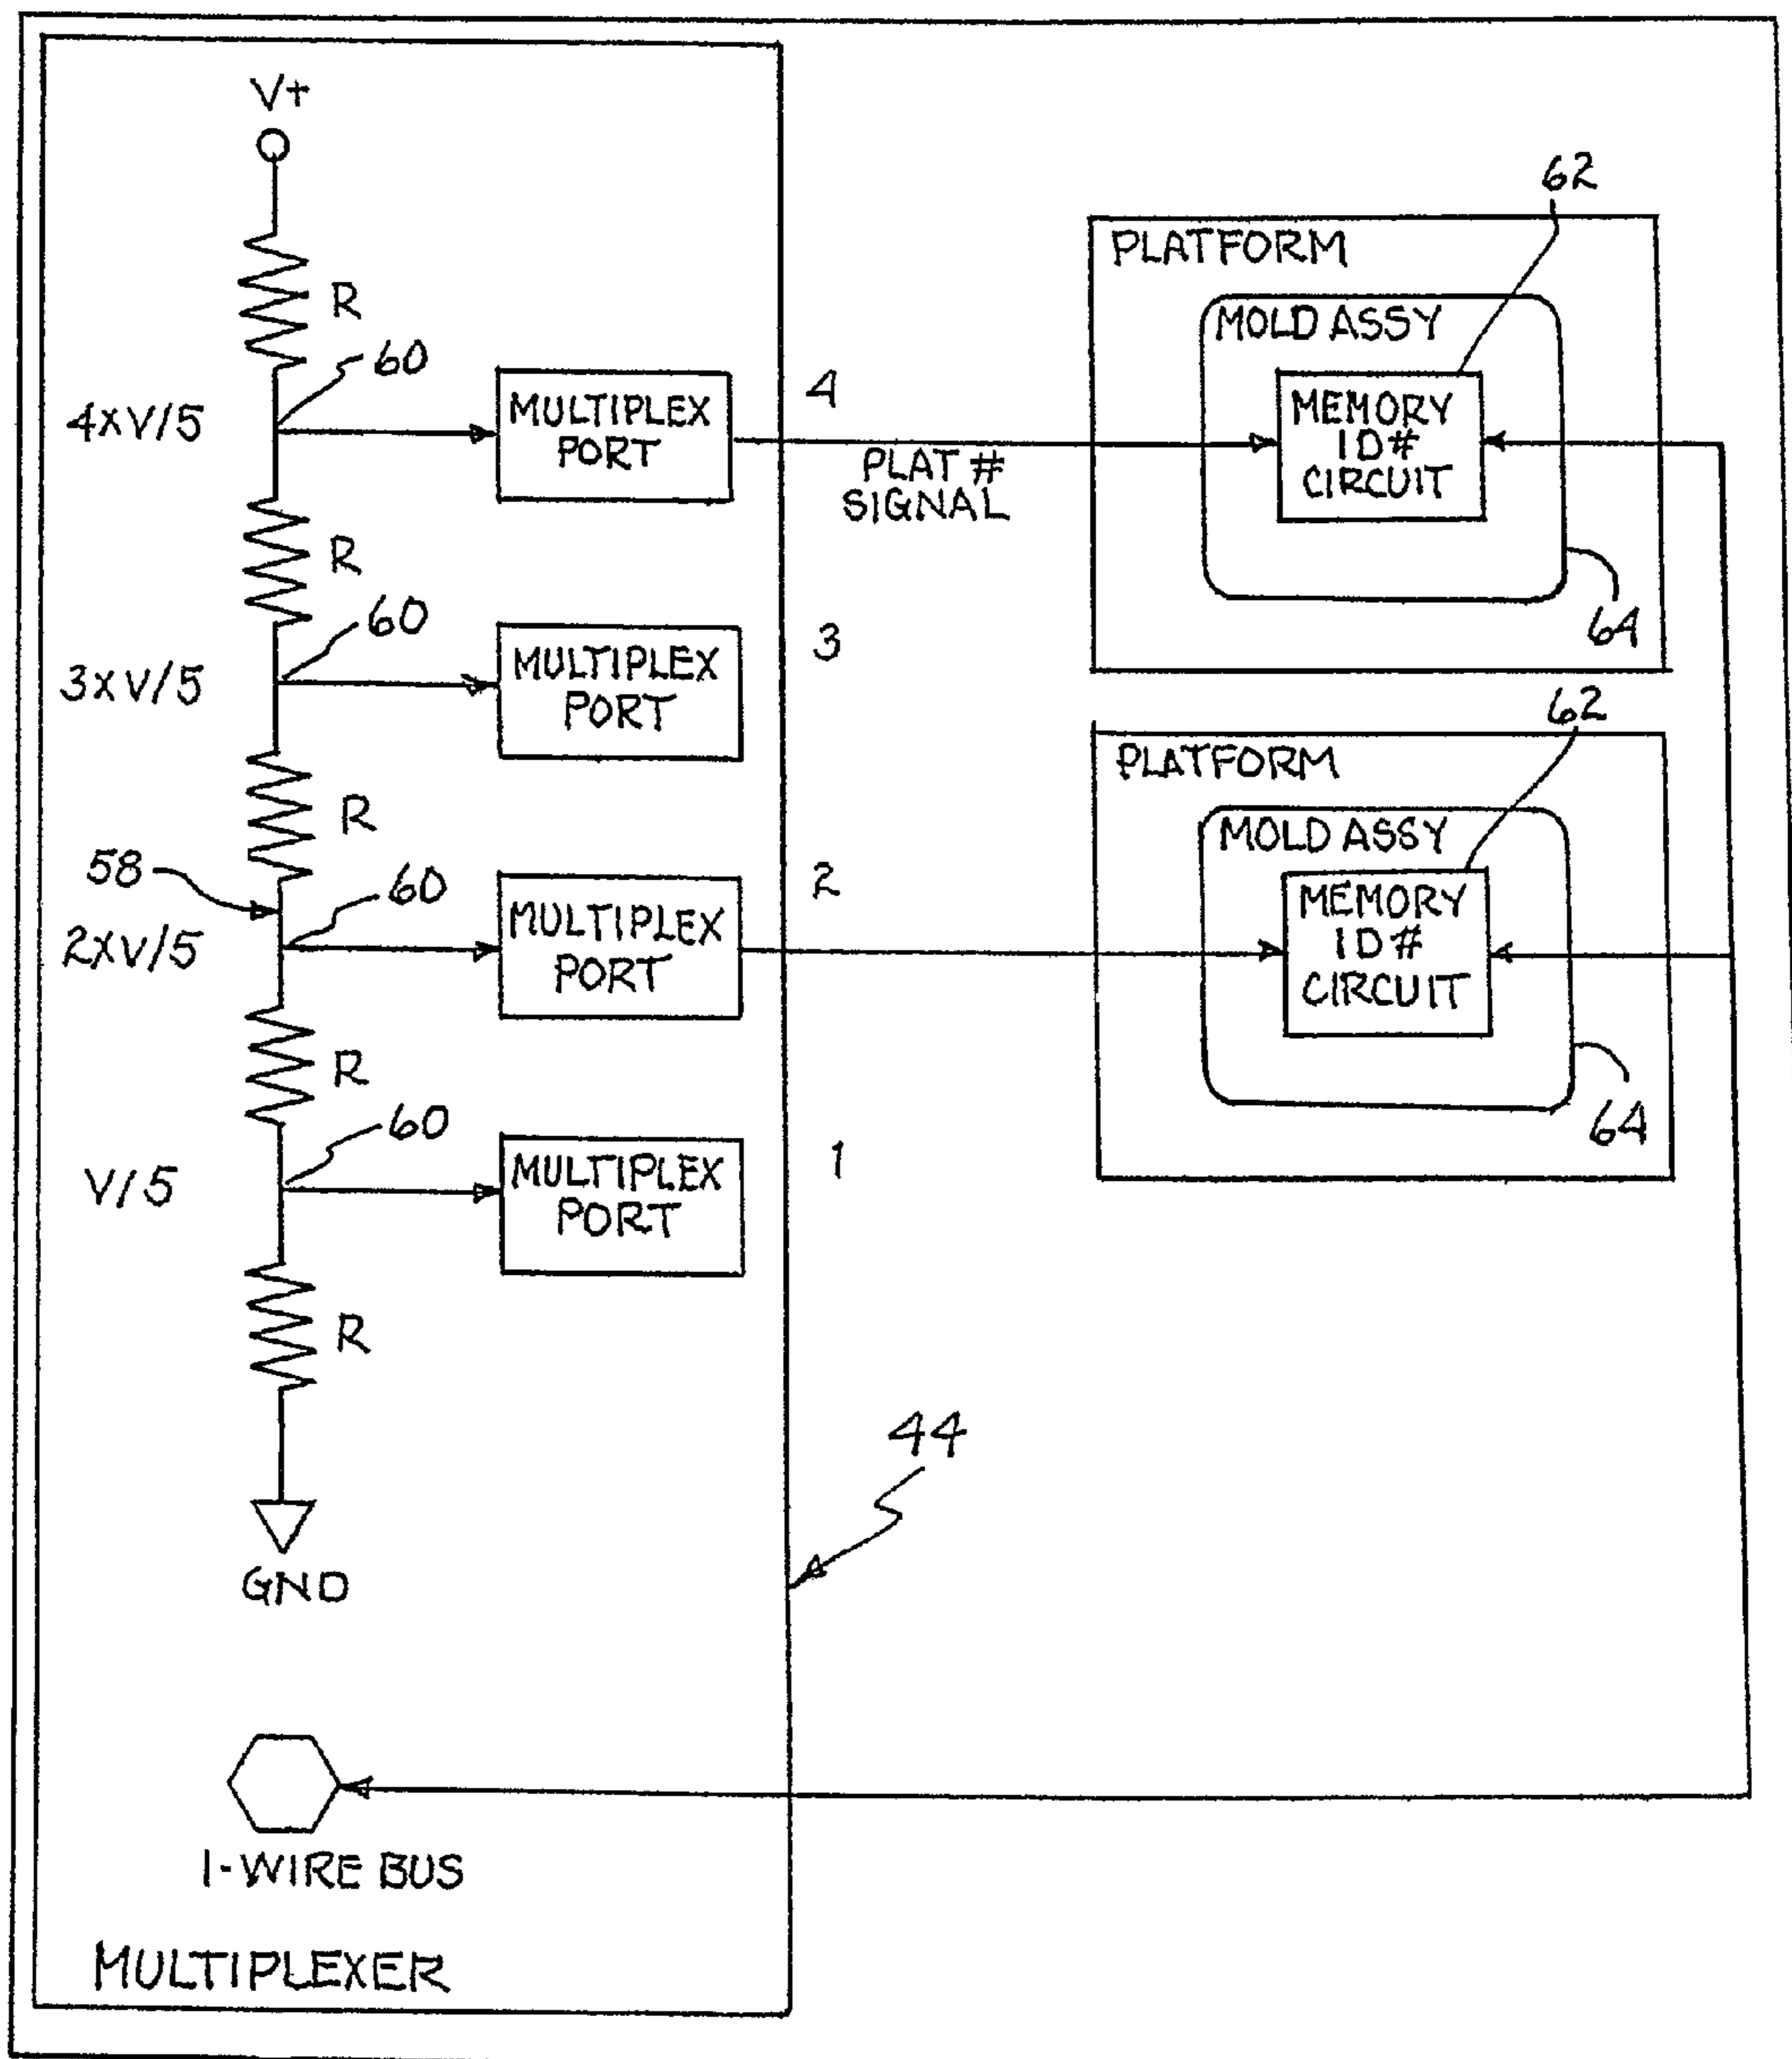 V+
R
60
4xV/5
MULTIPLEX
PORT
4
PLAT #
SIGNAL
62
PLATFORM
MOLD ASSY
MEMORY
ID#
CIRCUIT
64
R
60
3xV/5
MULTIPLEX
PORT
3
R
58
60
2xV/5
MULTIPLEX
PORT
2
62
PLATFORM
MOLD ASSY
MEMORY
ID#
CIRCUIT
64
R
60
V/5
MULTIPLEX
PORT
1
R
GND
44
1-WIRE BUS
MULTIPLEXER